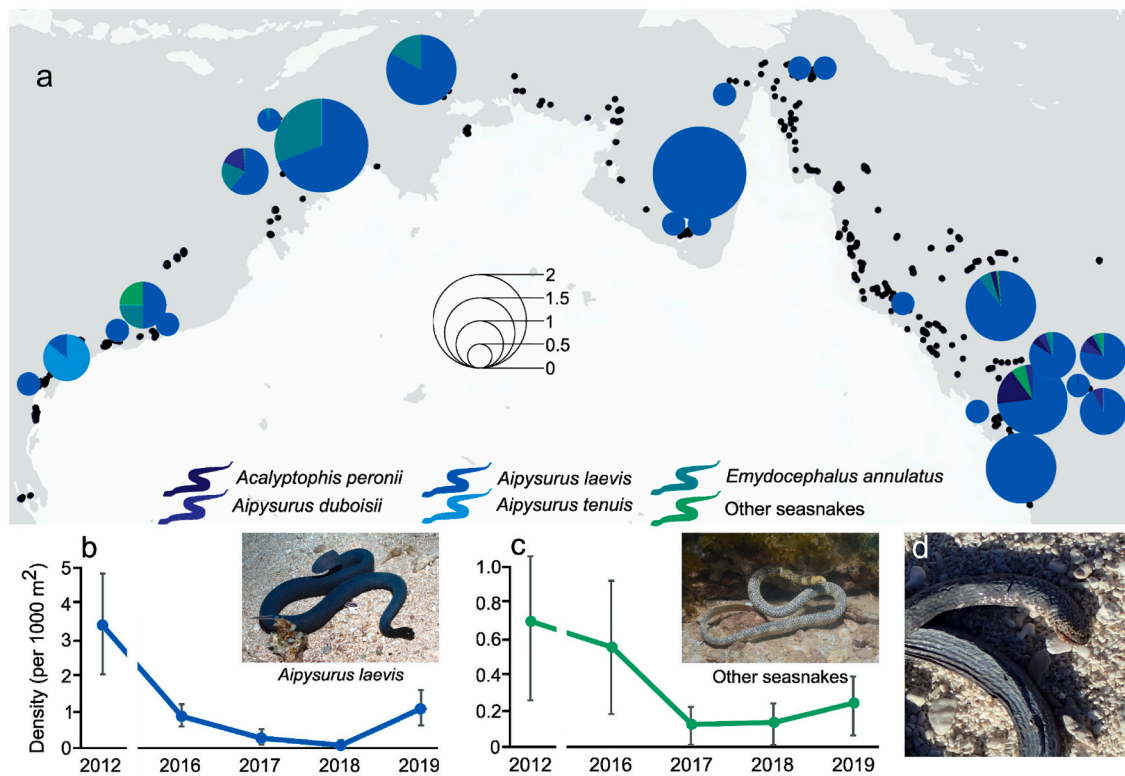 a
2
1.5
1
0.5
0
Acalyptophis peronii
Aipysurus laevis
Emydocephalus annulatus
Aipysurus duboisii
Aipysurus tenuis
Other seasnakes
b
c
d
Density (per 1000 m²)
5
4
3
2
1
0
Aipysurus laevis
2012 2016 2017 2018 2019
1.0
0.8
0.6
0.4
0.2
0
Other seasnakes
2012 2016 2017 2018 2019